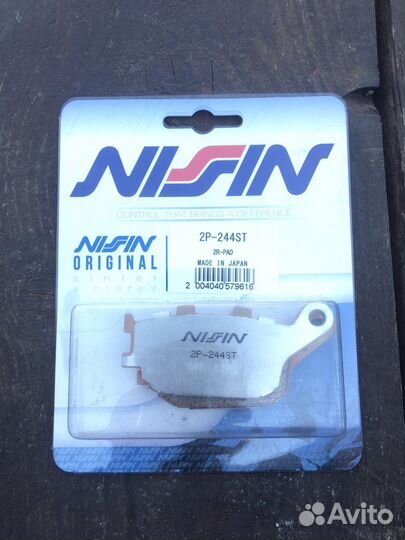 NISSIN
CONTROL THAT BRINGS A DIFFERENCE
NISSIN
ORIGINAL
sinter
sintered
2P-244ST
2R-PAD
MADE IN JAPAN
2 004040 579616
NISSIN
2P-244ST
Avito